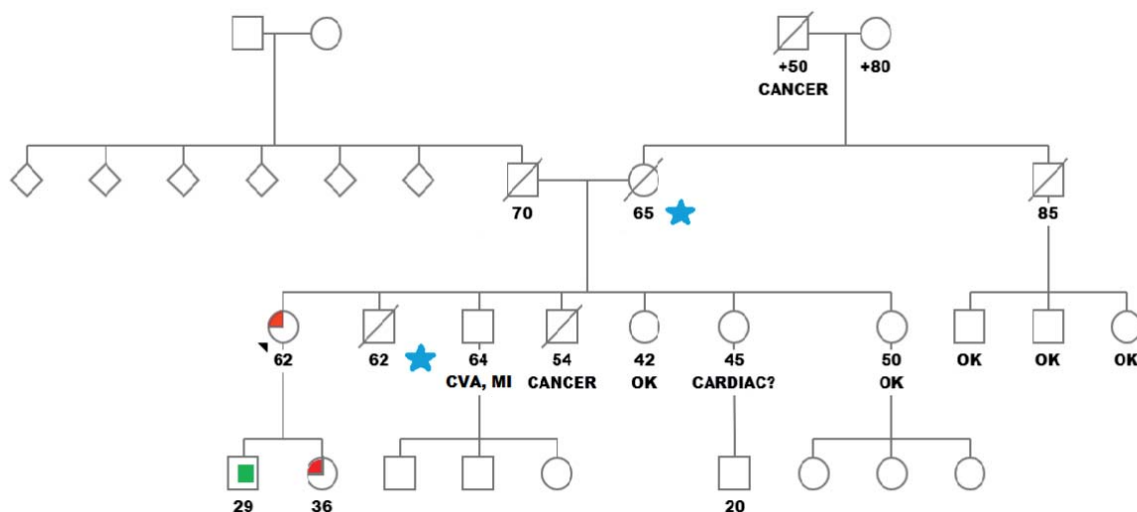 +50 +80
CANCER
70 65 85
62 62 64 54 42 45 50 OK OK OK
CVA, MI CANCER OK CARDIAC? OK
29 36 20